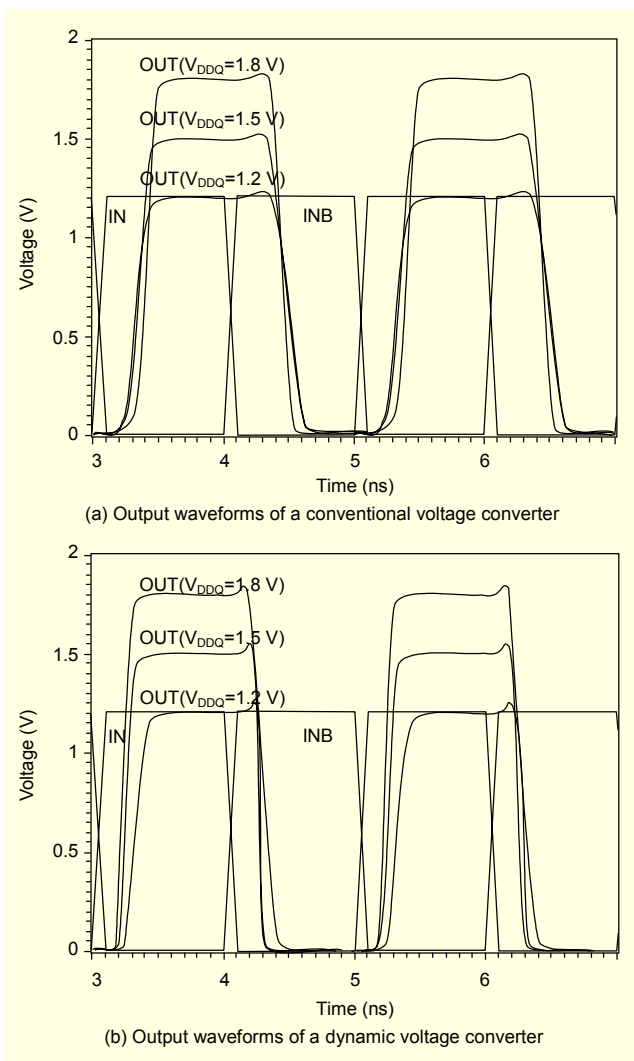 2
OUT(VDDQ=1.8 V)
1.5
OUT(VDDQ=1.5 V)
OUT(VDDQ=1.2 V)
IN
INB
1
0.5
0
Voltage (V)
3
4
5
6
Time (ns)
(a) Output waveforms of a conventional voltage converter
2
OUT(VDDQ=1.8 V)
OUT(VDDQ=1.5 V)
1.5
OUT(VDDQ=1.2 V)
IN
INB
1
0.5
0
Voltage (V)
3
4
5
6
Time (ns)
(b) Output waveforms of a dynamic voltage converter